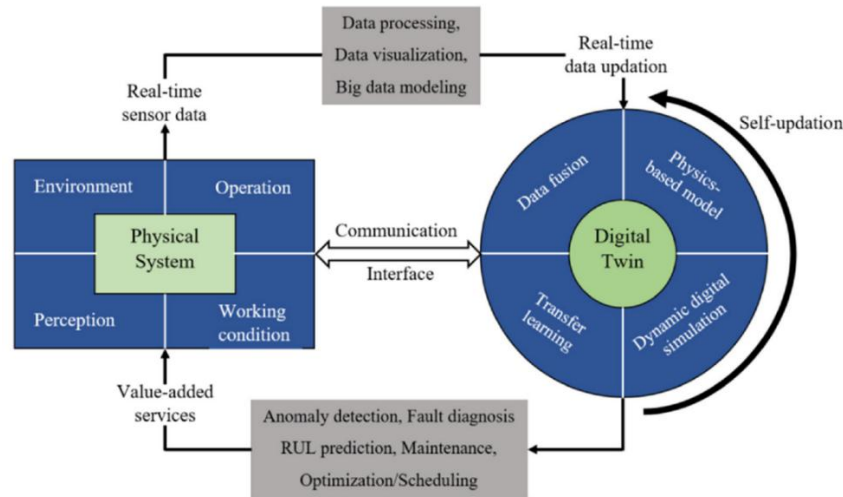 Data processing,
Data visualization,
Big data modeling
Real-time
data updation
Real-time
sensor data
Self-updation
Environment
Operation
Physical
System
Perception
Working
condition
Communication
Interface
Data fusion
Physics-
based model
Digital
Twin
Transfer
learning
Dynamic digital
simulation
Value-added
services
Anomaly detection, Fault diagnosis
RUL prediction, Maintenance,
Optimization/Scheduling